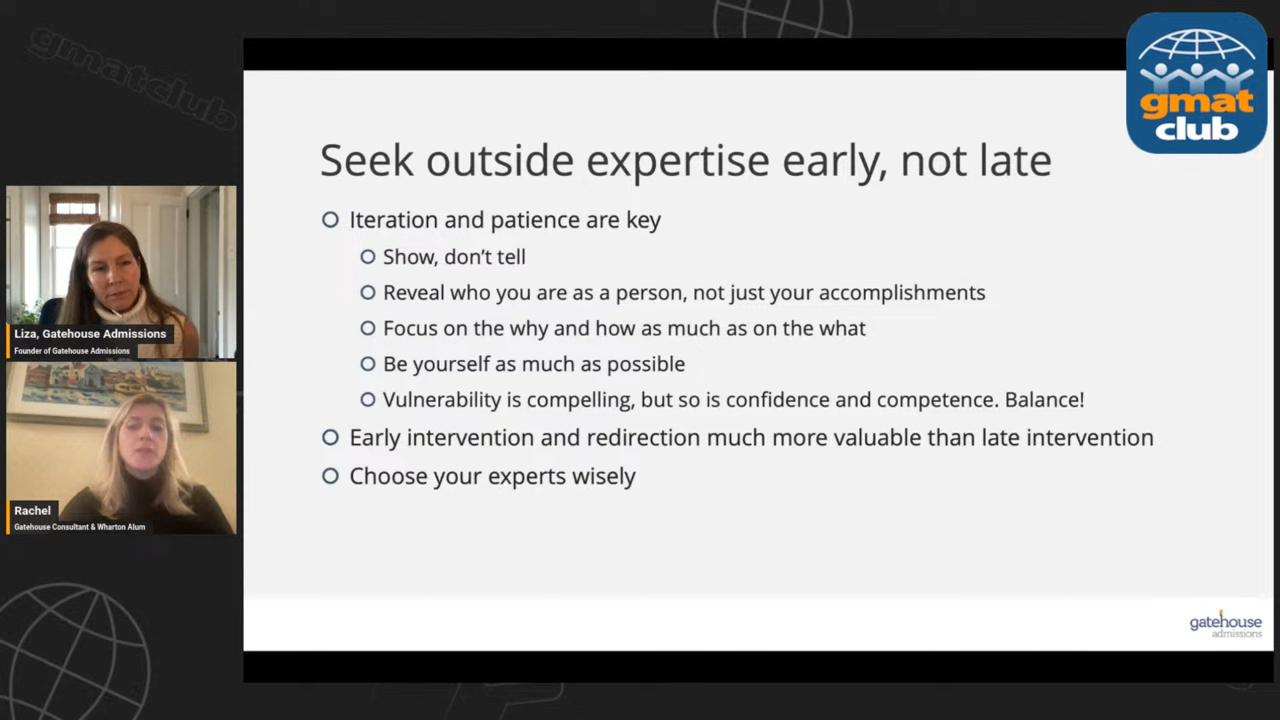 gmatclub
gmat
club
Seek outside expertise early, not late
Iteration and patience are key
Show, don’t tell
Reveal who you are as a person, not just your accomplishments
Focus on the why and how as much as on the what
Be yourself as much as possible
Vulnerability is compelling, but so is confidence and competence. Balance!
Early intervention and redirection much more valuable than late intervention
Choose your experts wisely
Liza, Gatehouse Admissions
Founder of Gatehouse Admissions
Rachel
Gatehouse Consultant & Wharton Alum
gatehouse
admissions